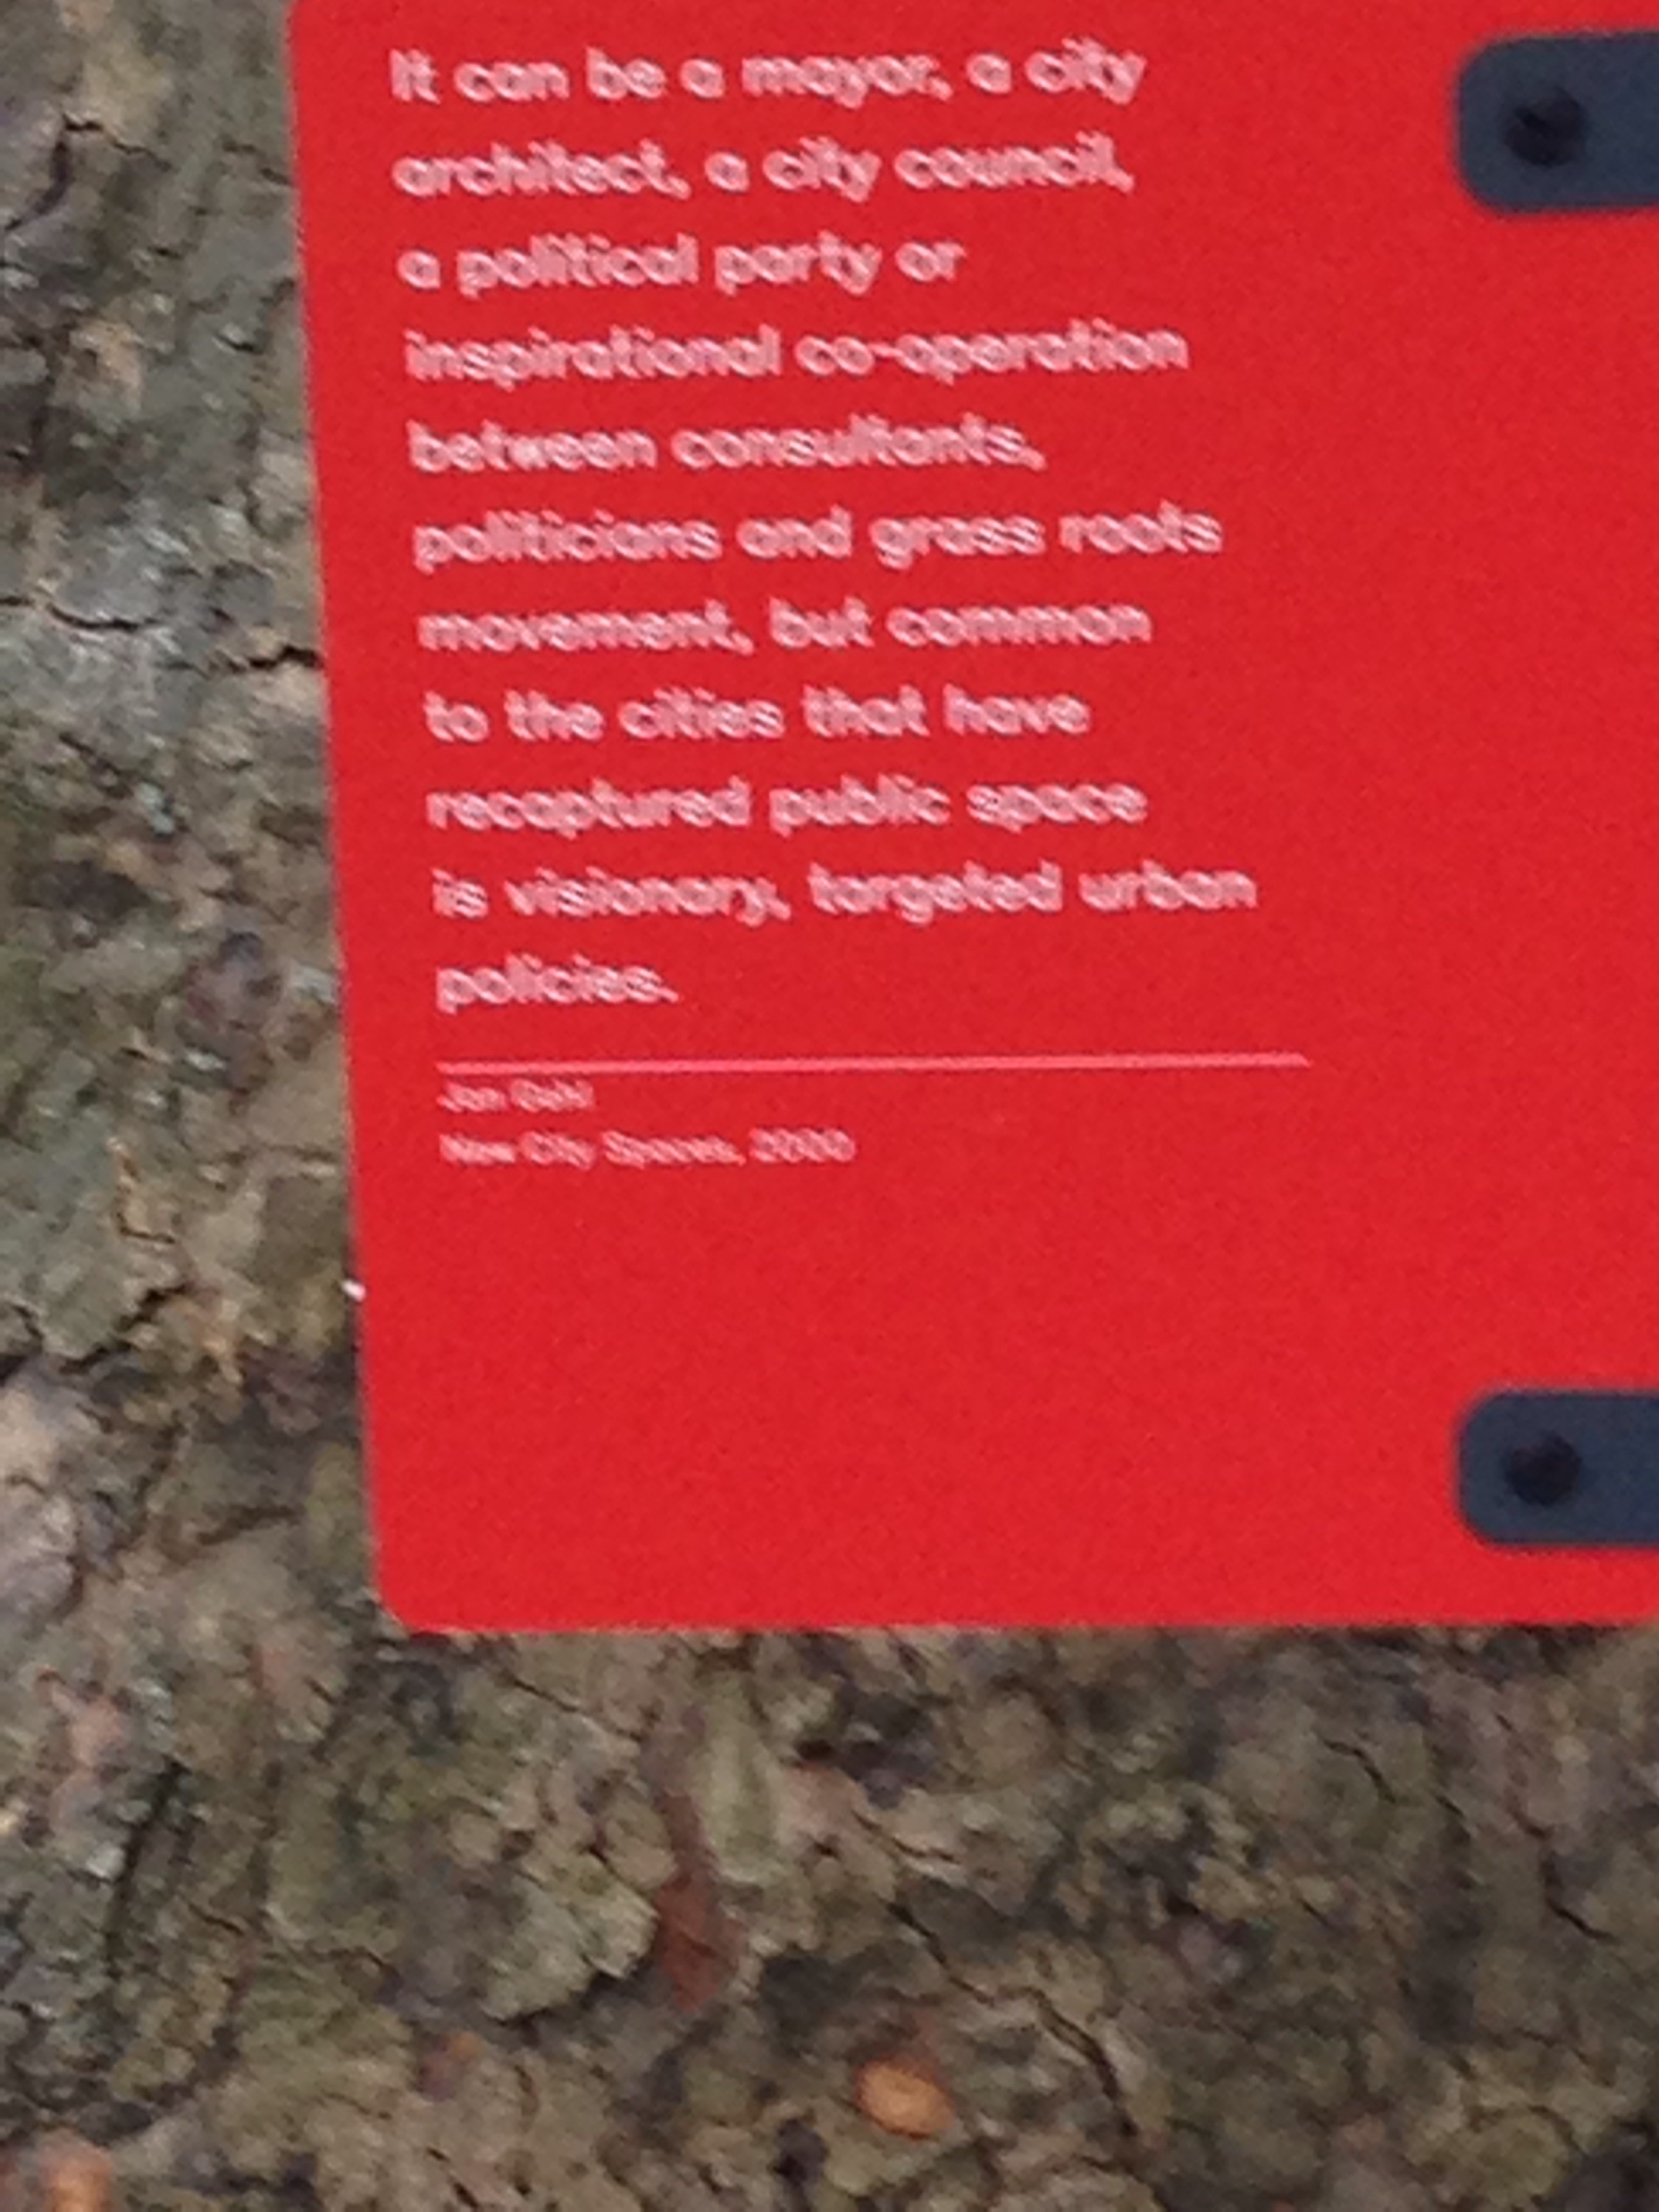 It can be a mayor, a city
architect, a city council,
a political party or
inspirational co-operation
between consultants,
politicians and grass roots
movement, but common
to the cities that have
recaptured public space
is visionary, targeted urban
policies.
Jan Gehl
New City Spaces, 2000